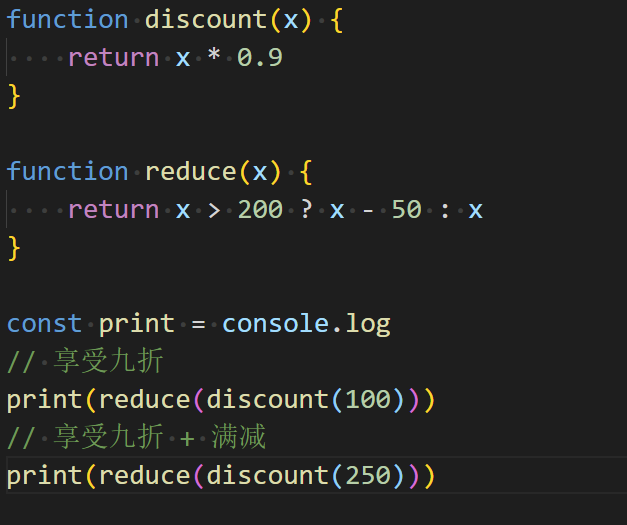 function discount(x) {
    return x * 0.9
}
function reduce(x) {
    return x > 200 ? x - 50 : x
}
const print = console.log
// 享受九折
print(reduce(discount(100)))
// 享受九折 + 满减
print(reduce(discount(250)))